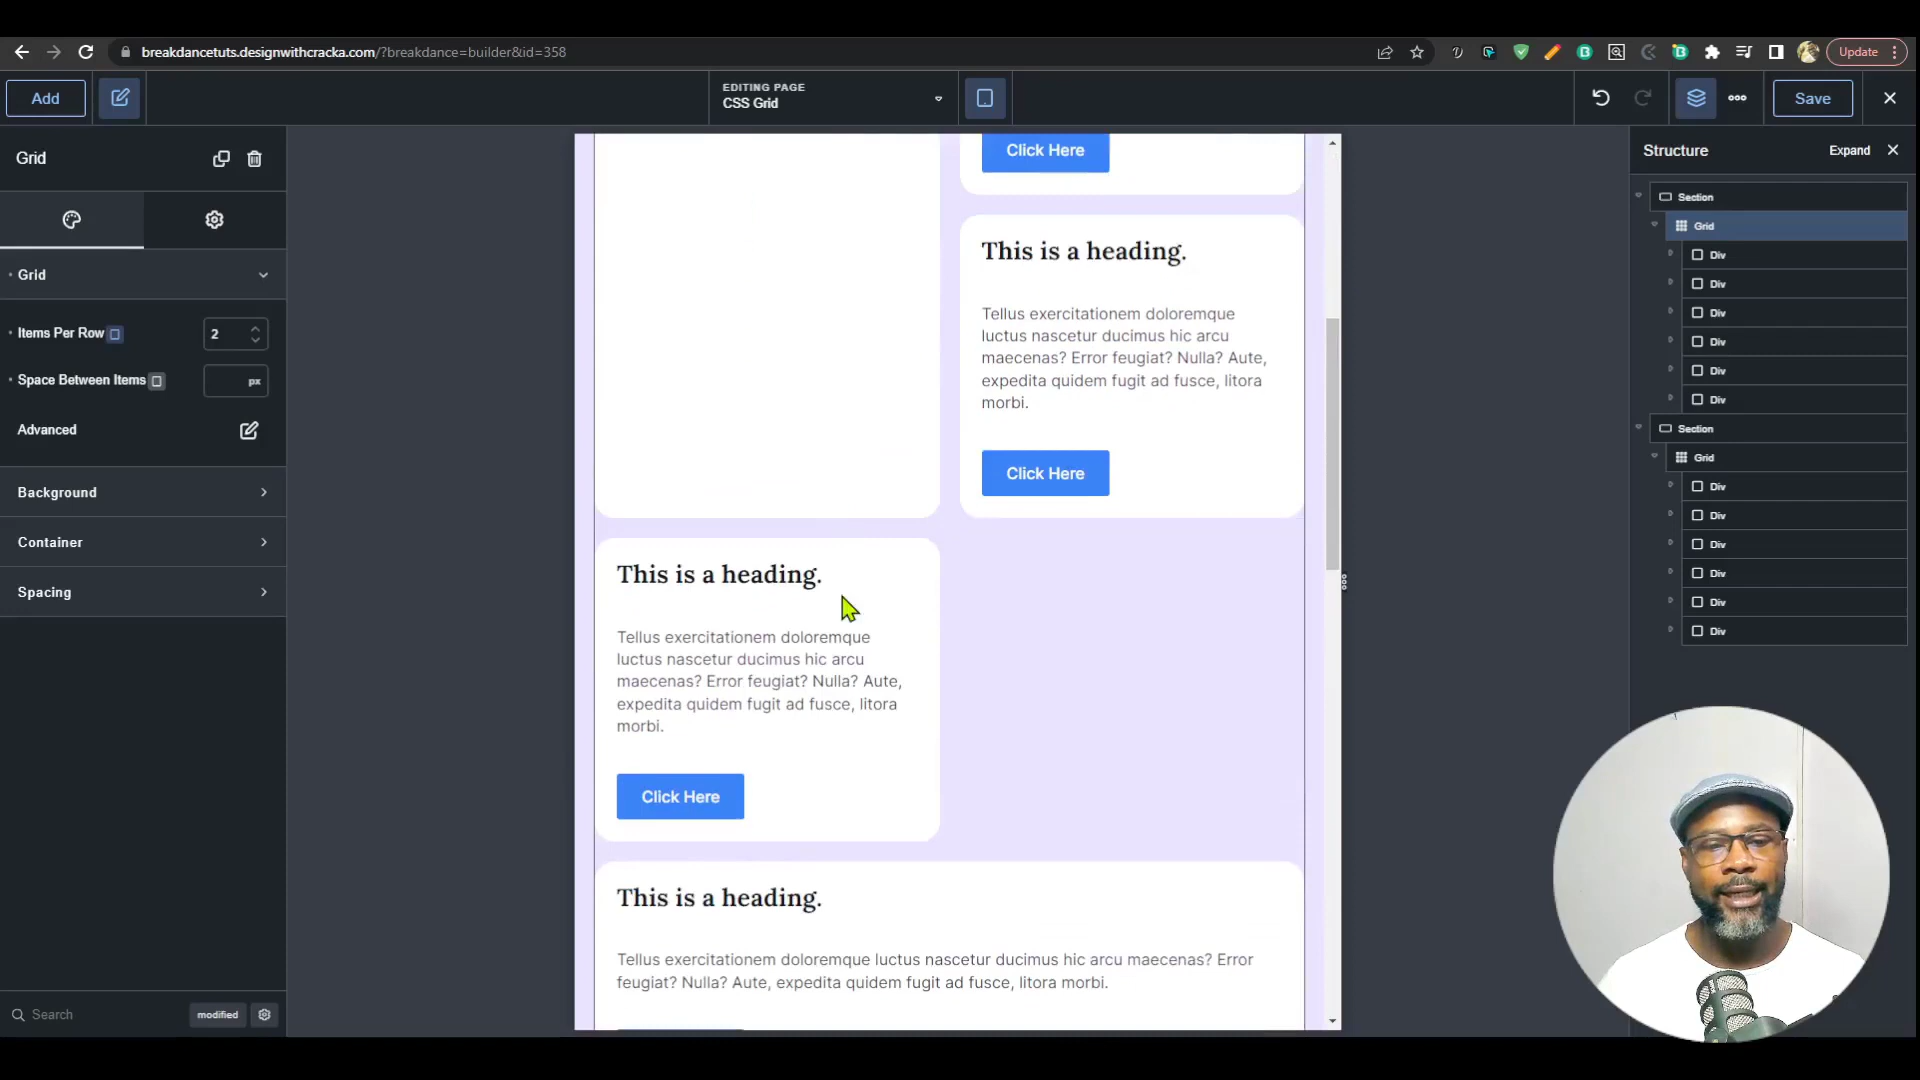 breakdancetuts.designwithcracka.com/?breakdance=builder&id=358
Update
Add
EDITING PAGE
CSS Grid
Save
Grid
Grid
Items Per Row
2
Space Between Items
px
Advanced
Background
Container
Spacing
Search
modified
Click Here
This is a heading.
Tellus exercitationem doloremque
luctus nascetur ducimus hic arcu
maecenas? Error feugiat? Nulla? Aute,
expedita quidem fugit ad fusce, litora
morbi.
Click Here
This is a heading.
Tellus exercitationem doloremque
luctus nascetur ducimus hic arcu
maecenas? Error feugiat? Nulla? Aute,
expedita quidem fugit ad fusce, litora
morbi.
Click Here
This is a heading.
Tellus exercitationem doloremque luctus nascetur ducimus hic arcu maecenas? Error
feugiat? Nulla? Aute, expedita quidem fugit ad fusce, litora morbi.
Structure
Expand
Section
Grid
Div
Div
Div
Div
Div
Div
Section
Grid
Div
Div
Div
Div
Div
Div